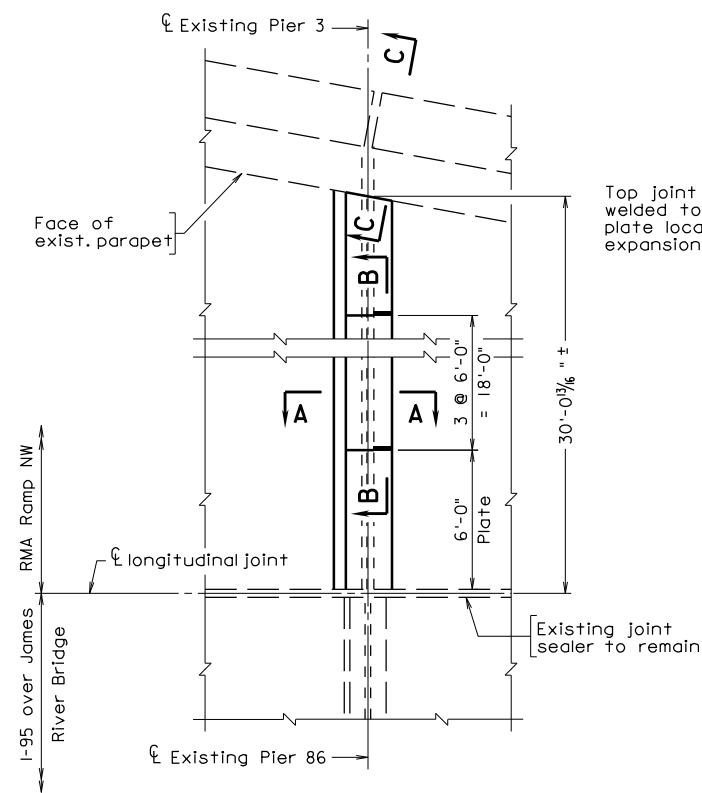 ℄ Existing Pier 3
C
Top joint
welded to
plate loca
expansion
Face of
exist. parapet
C
B
3 @ 6'-0"
= 18'-0"
30'-0 13/16 " ±
A
A
B
6'-0"
Plate
RMA Ramp NW
℄ longitudinal joint
Existing joint
sealer to remain
I-95 over James
River Bridge
℄ Existing Pier 86